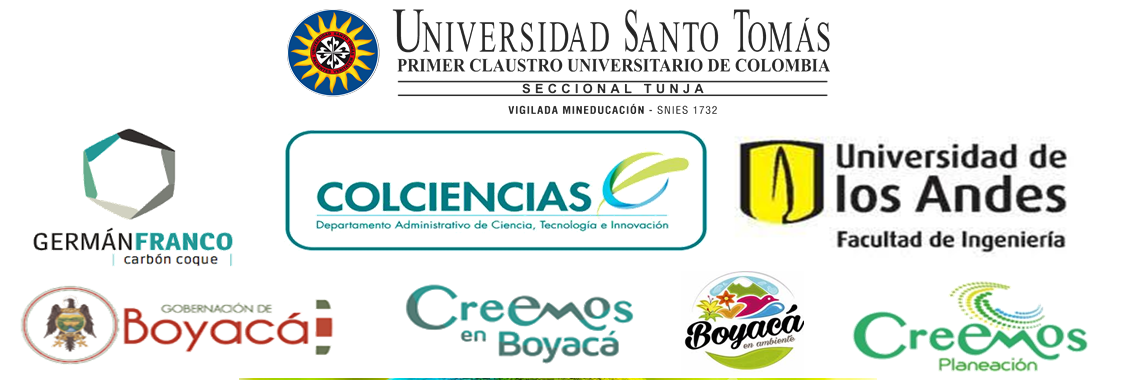 UNIVERSIDAD SANTO TOMÁS
PRIMER CLAUSTRO UNIVERSITARIO DE COLOMBIA
SECCIONAL TUNJA
VIGILADA MINEDUCACIÓN - SNIES 1732
GERMÁNFRANCO
carbón coque
COLCIENCIAS
Departamento Administrativo de Ciencia, Tecnología e Innovación
Universidad de
los Andes
Facultad de Ingeniería
GOBERNACIÓN DE
Boyacá
Creemos
en Boyacá
Boyacá
en ambiente
Creemos
Planeación